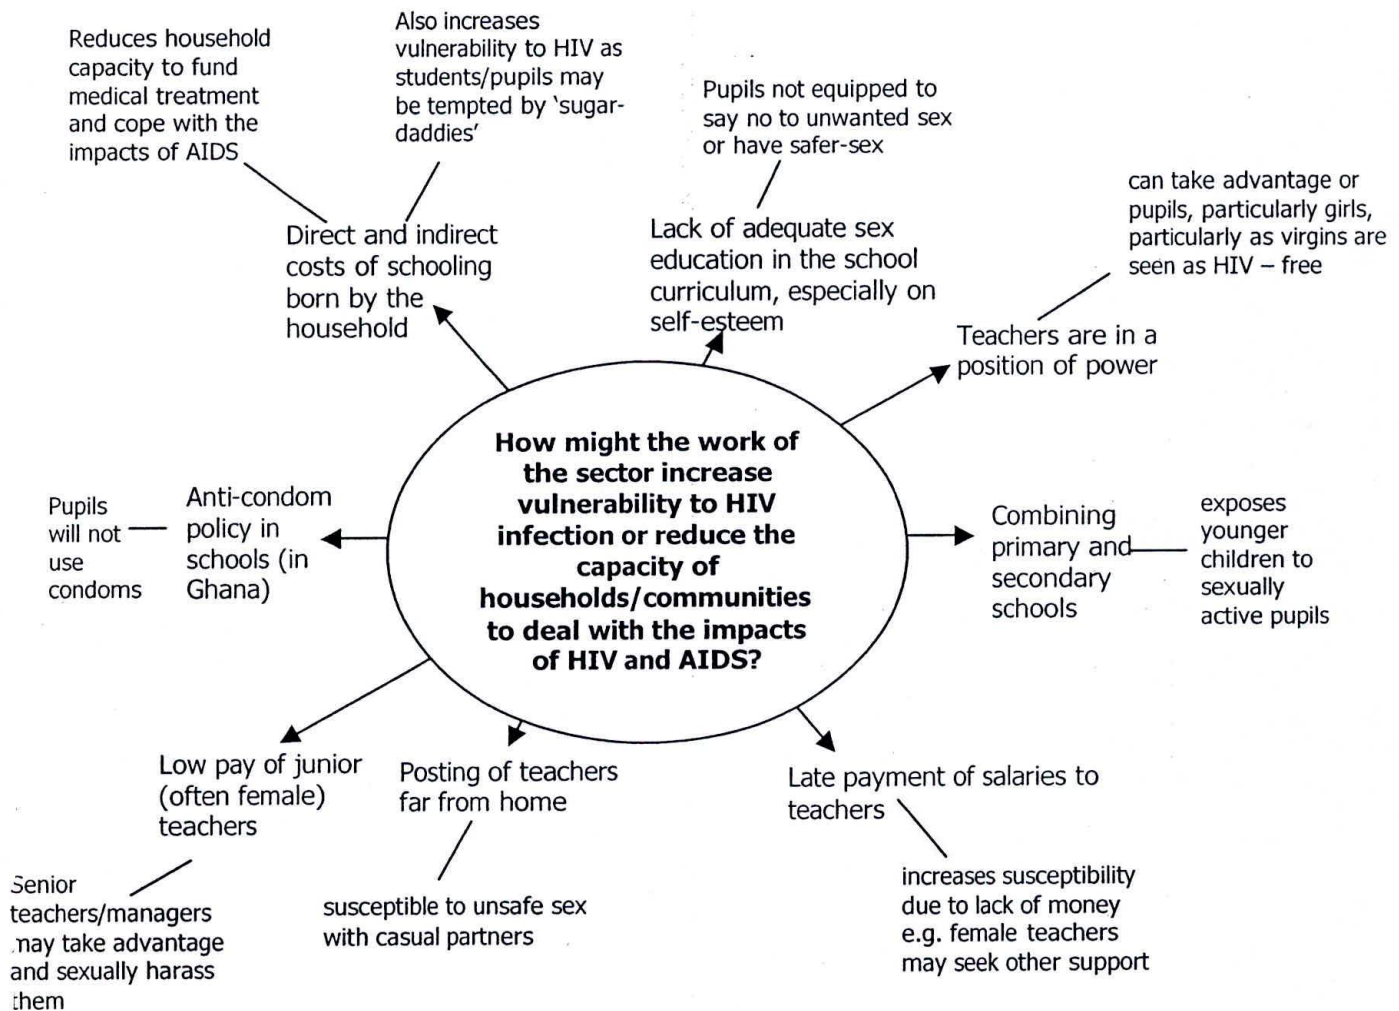 Reduces household
capacity to fund
medical treatment
and cope with the
impacts of AIDS
Also increases
vulnerability to HIV as
students/pupils may
be tempted by ‘sugar-
daddies’
Pupils not equipped to
say no to unwanted sex
or have safer-sex
can take advantage or
pupils, particularly girls,
particularly as virgins are
seen as HIV – free
Direct and indirect
costs of schooling
born by the
household
Lack of adequate sex
education in the school
curriculum, especially on
self-esteem
Teachers are in a
position of power
How might the work of
the sector increase
vulnerability to HIV
infection or reduce the
capacity of
households/communities
to deal with the impacts
of HIV and AIDS?
Pupils
will not
use
condoms
Anti-condom
policy in
schools (in
Ghana)
Combining
primary and
secondary
schools
exposes
younger
children to
sexually
active pupils
Low pay of junior
(often female)
teachers
Posting of teachers
far from home
Late payment of salaries to
teachers
Senior
teachers/managers
may take advantage
and sexually harass
them
susceptible to unsafe sex
with casual partners
increases susceptibility
due to lack of money
e.g. female teachers
may seek other support